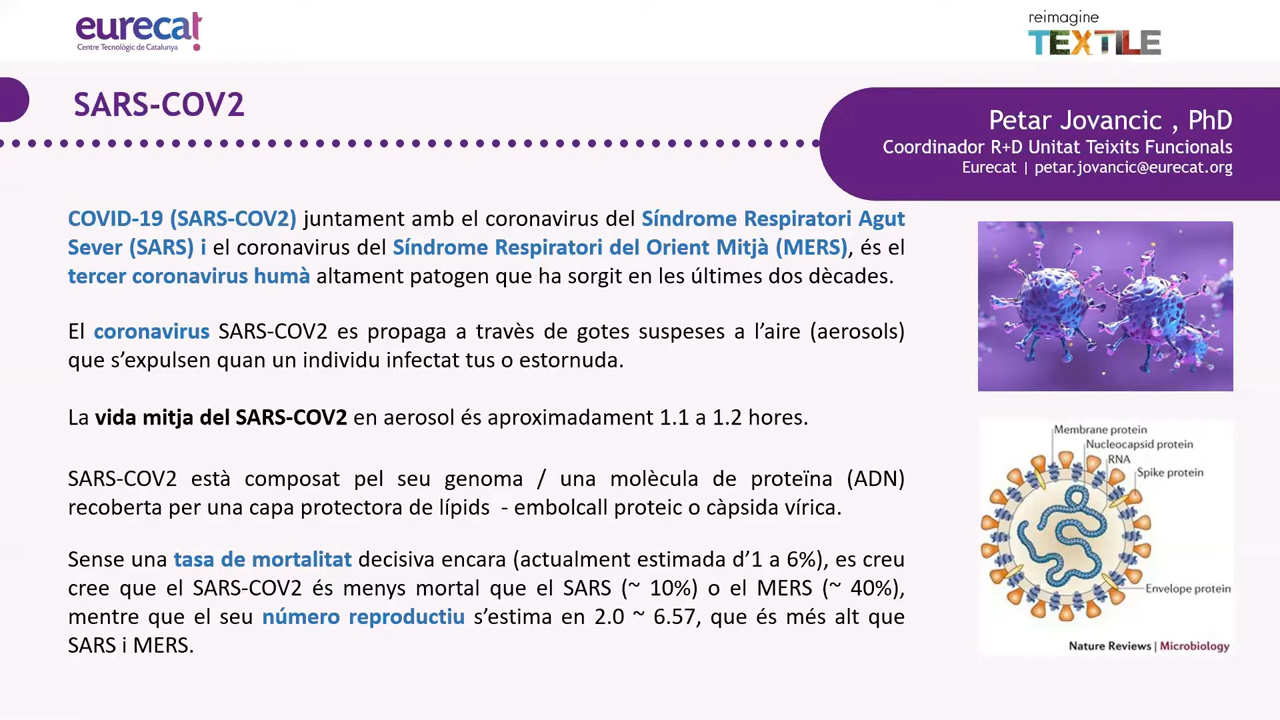 eurecat
Centre Tecnològic de Catalunya
reimagine
TEXTILE
SARS-COV2
Petar Jovancic , PhD
Coordinador R+D Unitat Teixits Funcionals
Eurecat | petar.jovancic@eurecat.org
COVID-19 (SARS-COV2) juntament amb el coronavirus del Síndrome Respiratori Agut
Sever (SARS) i el coronavirus del Síndrome Respiratori del Orient Mitjà (MERS), és el
tercer coronavirus humà altament patogen que ha sorgit en les últimes dos dècades.
El coronavirus SARS-COV2 es propaga a travès de gotes suspeses a l'aire (aerosols)
que s'expulsen quan un individu infectat tus o estornuda.
La vida mitja del SARS-COV2 en aerosol és aproximadament 1.1 a 1.2 hores.
SARS-COV2 està composat pel seu genoma / una molècula de proteïna (ADN)
recoberta per una capa protectora de lípids - embolcall proteic o càpsida vírica.
Sense una tasa de mortalitat decisiva encara (actualment estimada d'1 a 6%), es creu
cree que el SARS-COV2 és menys mortal que el SARS (~ 10%) o el MERS (~ 40%),
mentre que el seu número reproductiu s'estima en 2.0 ~ 6.57, que és més alt que
SARS i MERS.
Membrane protein
Nucleocapsid protein
RNA
Spike protein
Envelope protein
Nature Reviews | Microbiology